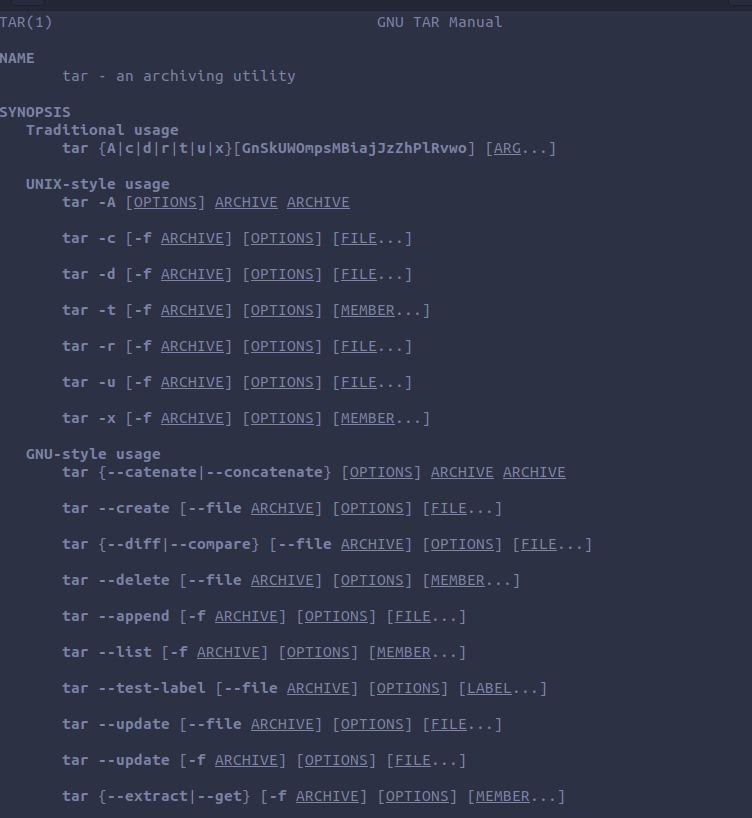 TAR(1) GNU TAR Manual
NAME
tar - an archiving utility
SYNOPSIS
Traditional usage
tar {A|c|d|r|t|u|x}[GnSkUWOmpsMBiajJzZhPlRvwo] [ARG...]
UNIX-style usage
tar -A [OPTIONS] ARCHIVE ARCHIVE
tar -c [-f ARCHIVE] [OPTIONS] [FILE...]
tar -d [-f ARCHIVE] [OPTIONS] [FILE...]
tar -t [-f ARCHIVE] [OPTIONS] [MEMBER...]
tar -r [-f ARCHIVE] [OPTIONS] [FILE...]
tar -u [-f ARCHIVE] [OPTIONS] [FILE...]
tar -x [-f ARCHIVE] [OPTIONS] [MEMBER...]
GNU-style usage
tar {--catenate|--concatenate} [OPTIONS] ARCHIVE ARCHIVE
tar --create [--file ARCHIVE] [OPTIONS] [FILE...]
tar {--diff|--compare} [--file ARCHIVE] [OPTIONS] [FILE...]
tar --delete [--file ARCHIVE] [OPTIONS] [MEMBER...]
tar --append [-f ARCHIVE] [OPTIONS] [FILE...]
tar --list [-f ARCHIVE] [OPTIONS] [MEMBER...]
tar --test-label [--file ARCHIVE] [OPTIONS] [LABEL...]
tar --update [--file ARCHIVE] [OPTIONS] [FILE...]
tar --update [-f ARCHIVE] [OPTIONS] [FILE...]
tar {--extract|--get} [-f ARCHIVE] [OPTIONS] [MEMBER...]